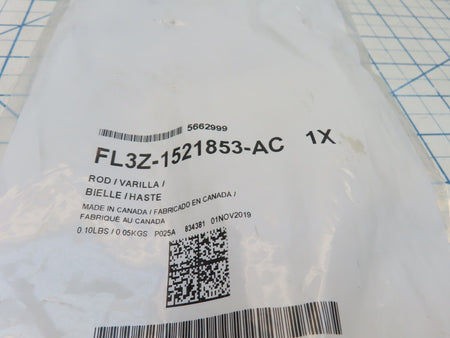 5662999
FL3Z-1521853-AC 1X
ROD / VARILLA /
BIELLE / HASTE
MADE IN CANADA / FABRICADO EN CANADA /
FABRIQUE AU CANADA
0.10LBS / 0.05KGS P025A 834381 01NOV2019